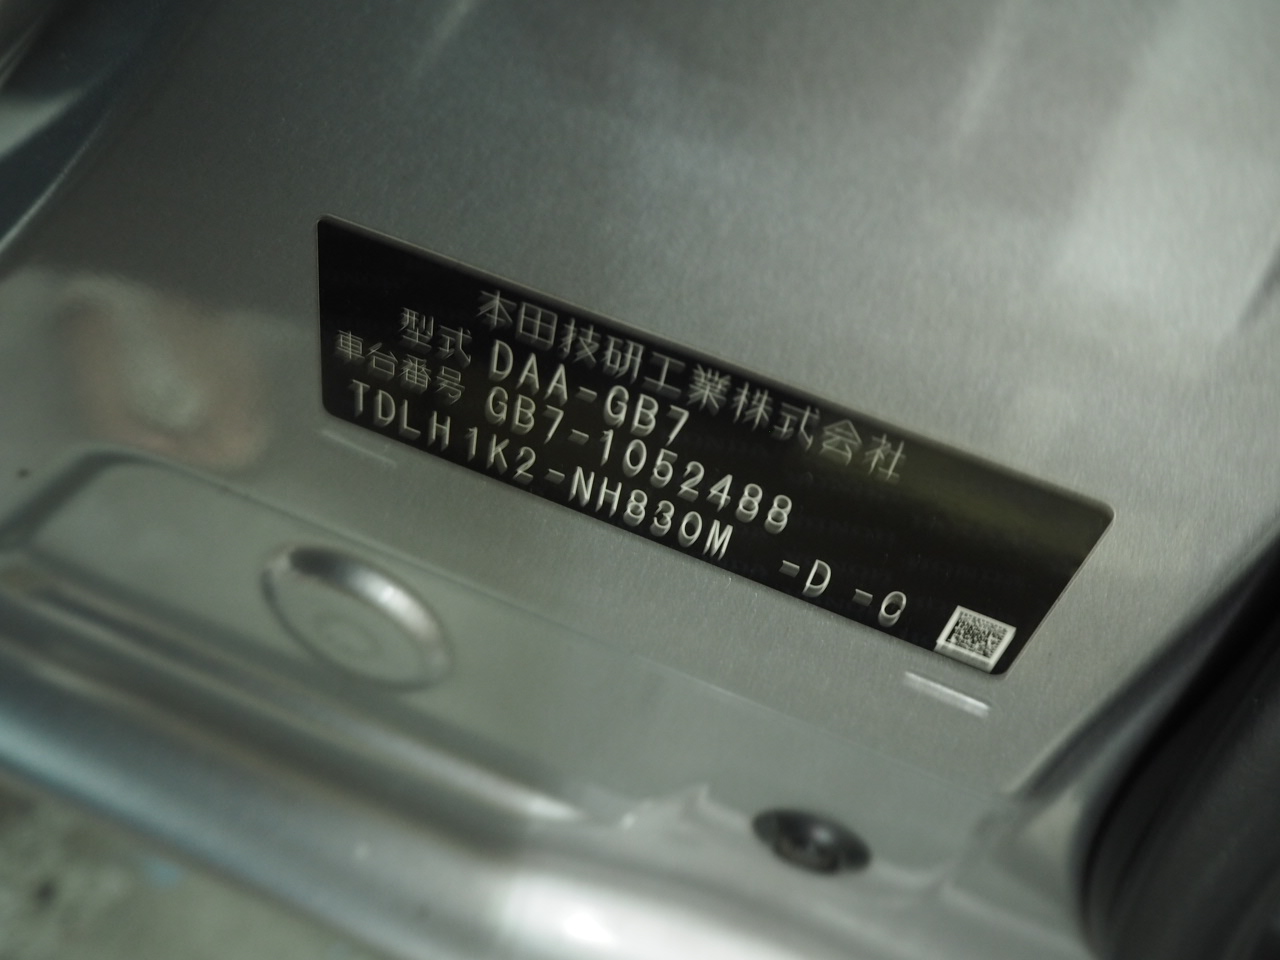 本田技研工業株式会社
型式 DAA-GB7
車台番号 GB7-1052488
TDLH1K2-NH830M -D -C